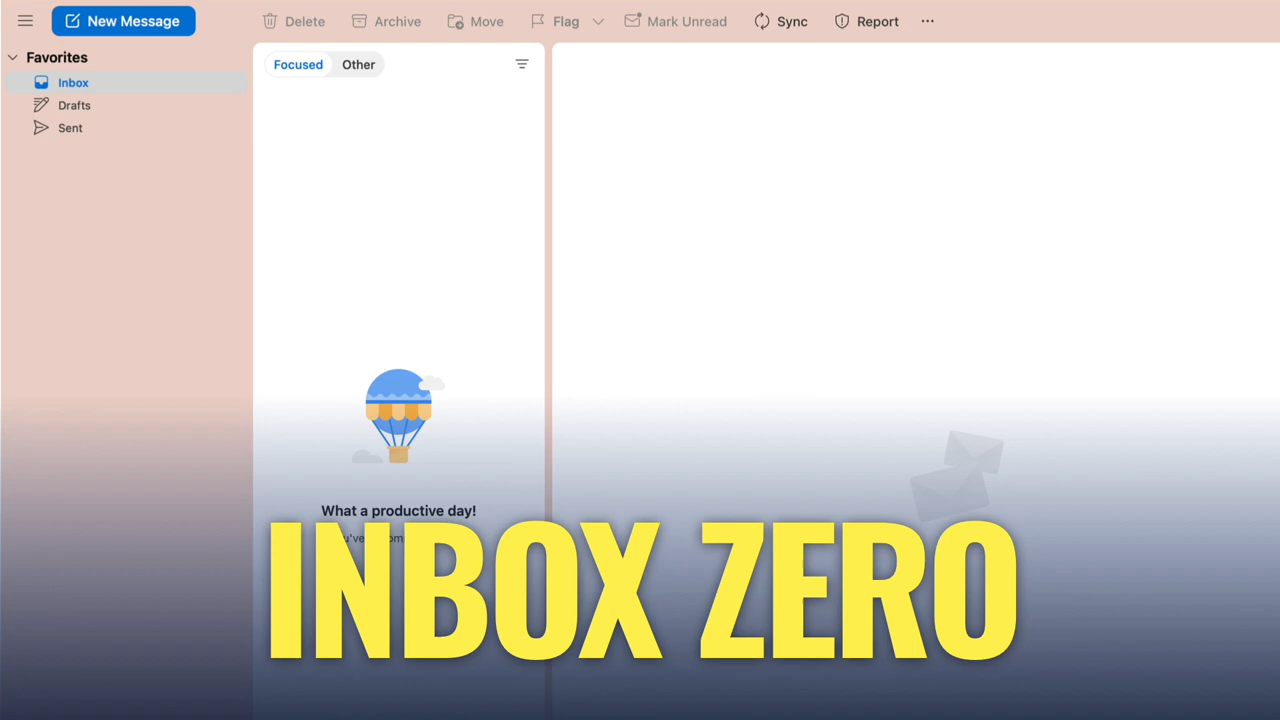 New Message
Delete Archive Move Flag Mark Unread Sync Report
Favorites
Inbox
Drafts
Sent
Focused Other
What a productive day!
INBOX ZERO